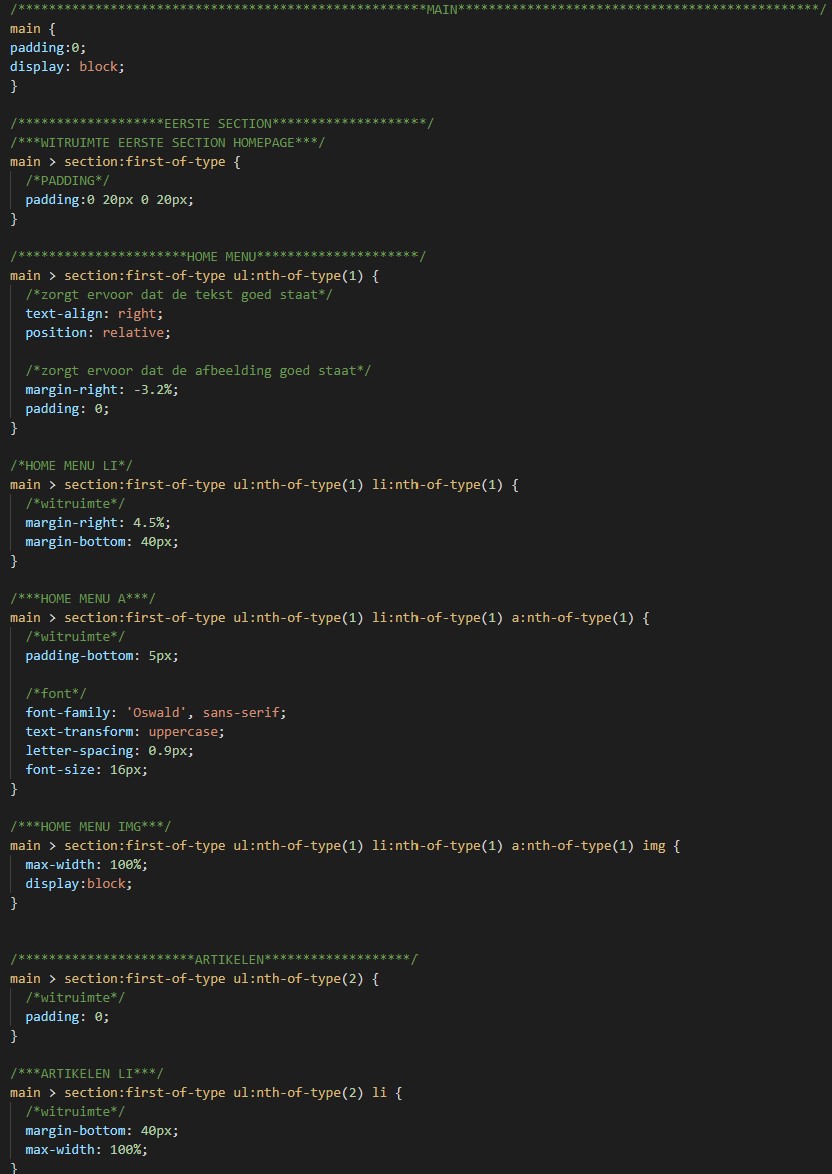 /*****************************************************MAIN***********************************************/
main {
padding:0;
display: block;
}
/*******************EERSTE SECTION********************/
/***WITRUIMTE EERSTE SECTION HOMEPAGE***/
main > section:first-of-type {
/*PADDING*/
padding:0 20px 0 20px;
}
/**********************HOME MENU*********************/
main > section:first-of-type ul:nth-of-type(1) {
/*zorgt ervoor dat de tekst goed staat*/
text-align: right;
position: relative;
/*zorgt ervoor dat de afbeelding goed staat*/
margin-right: -3.2%;
padding: 0;
}
/*HOME MENU LI*/
main > section:first-of-type ul:nth-of-type(1) li:nth-of-type(1) {
/*witruimte*/
margin-right: 4.5%;
margin-bottom: 40px;
}
/***HOME MENU A***/
main > section:first-of-type ul:nth-of-type(1) li:nth-of-type(1) a:nth-of-type(1) {
/*witruimte*/
padding-bottom: 5px;
/*font*/
font-family: 'Oswald', sans-serif;
text-transform: uppercase;
letter-spacing: 0.9px;
font-size: 16px;
}
/***HOME MENU IMG***/
main > section:first-of-type ul:nth-of-type(1) li:nth-of-type(1) a:nth-of-type(1) img {
max-width: 100%;
display:block;
}
/***********************ARTIKELEN*******************/
main > section:first-of-type ul:nth-of-type(2) {
/*witruimte*/
padding: 0;
}
/***ARTIKELEN LI***/
main > section:first-of-type ul:nth-of-type(2) li {
/*witruimte*/
margin-bottom: 40px;
max-width: 100%;
}